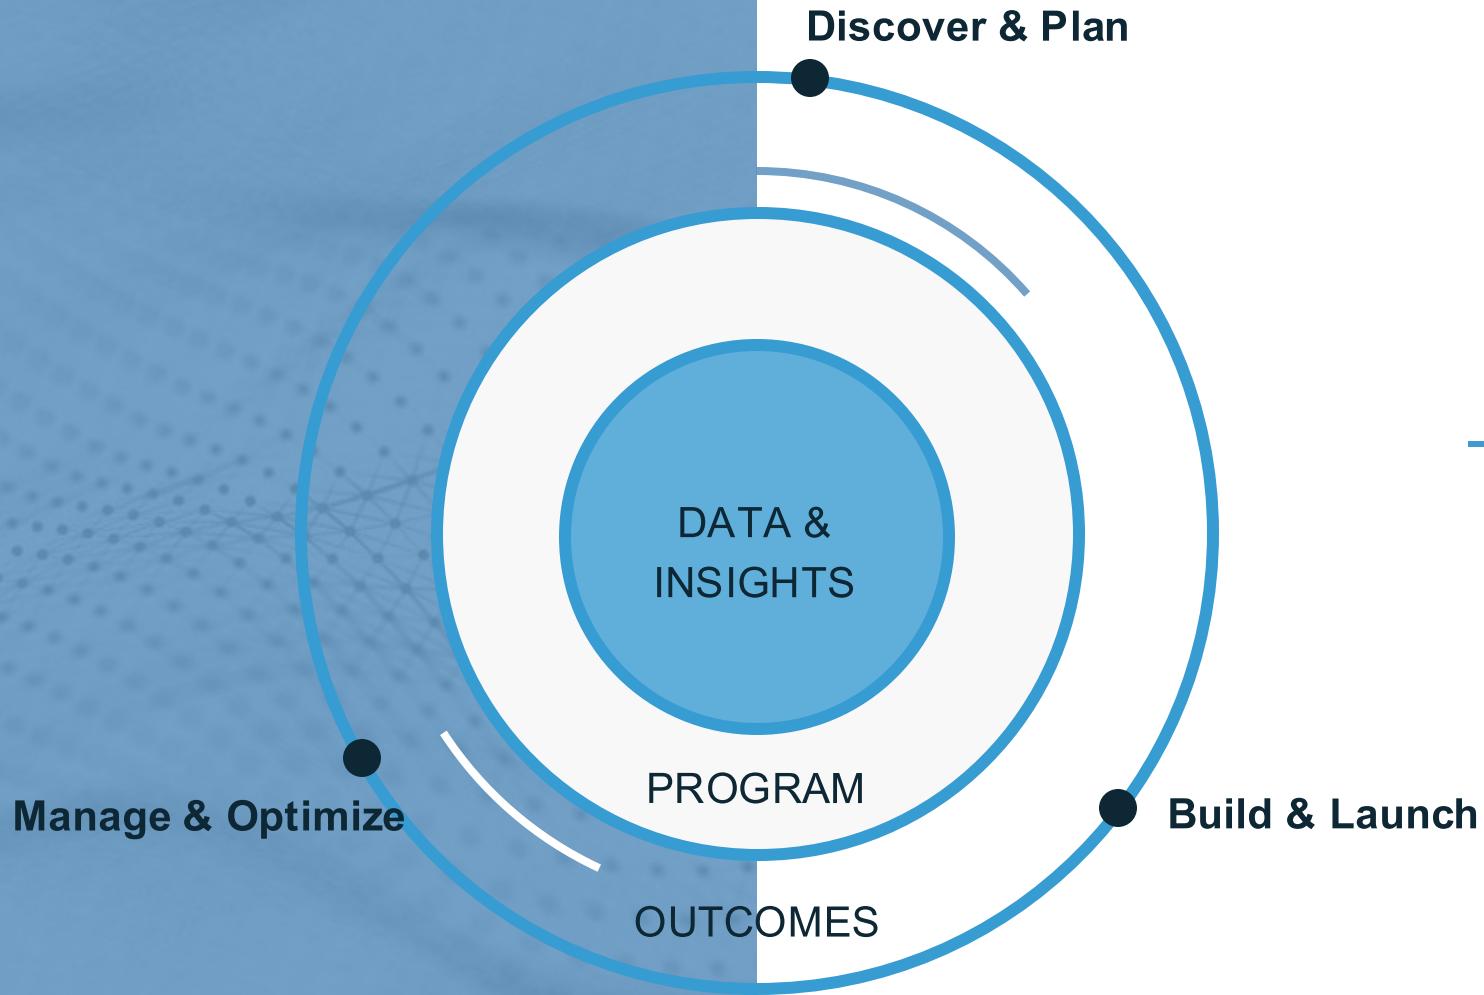 Discover & Plan
DATA &
INSIGHTS
PROGRAM
Manage & Optimize
Build & Launch
OUTCOMES